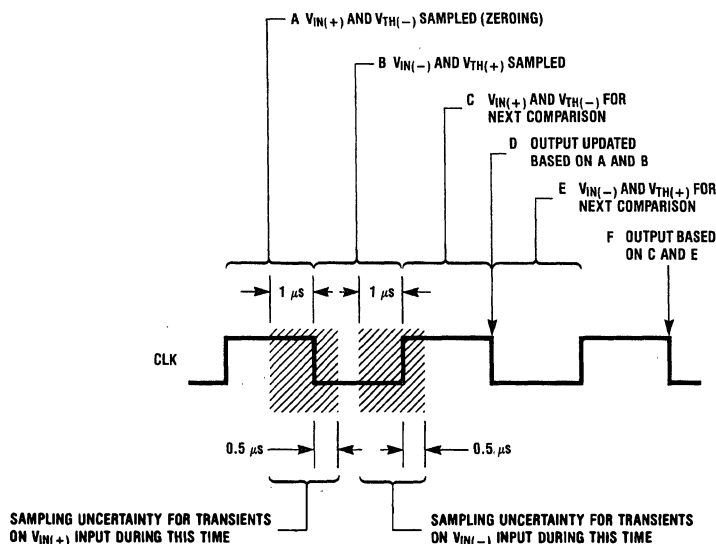 A VIN(+) AND VTH(−) SAMPLED (ZEROING)
B VIN(−) AND VTH(+) SAMPLED
C VIN(+) AND VTH(−) FOR
NEXT COMPARISON
D OUTPUT UPDATED
BASED ON A AND B
E VIN(−) AND VTH(+) FOR
NEXT COMPARISON
F OUTPUT BASED
ON C AND E
1 μs
1 μs
CLK
0.5 μs
0.5 μs
SAMPLING UNCERTAINTY FOR TRANSIENTS
ON VIN(+) INPUT DURING THIS TIME
SAMPLING UNCERTAINTY FOR TRANSIENTS
ON VIN(−) INPUT DURING THIS TIME